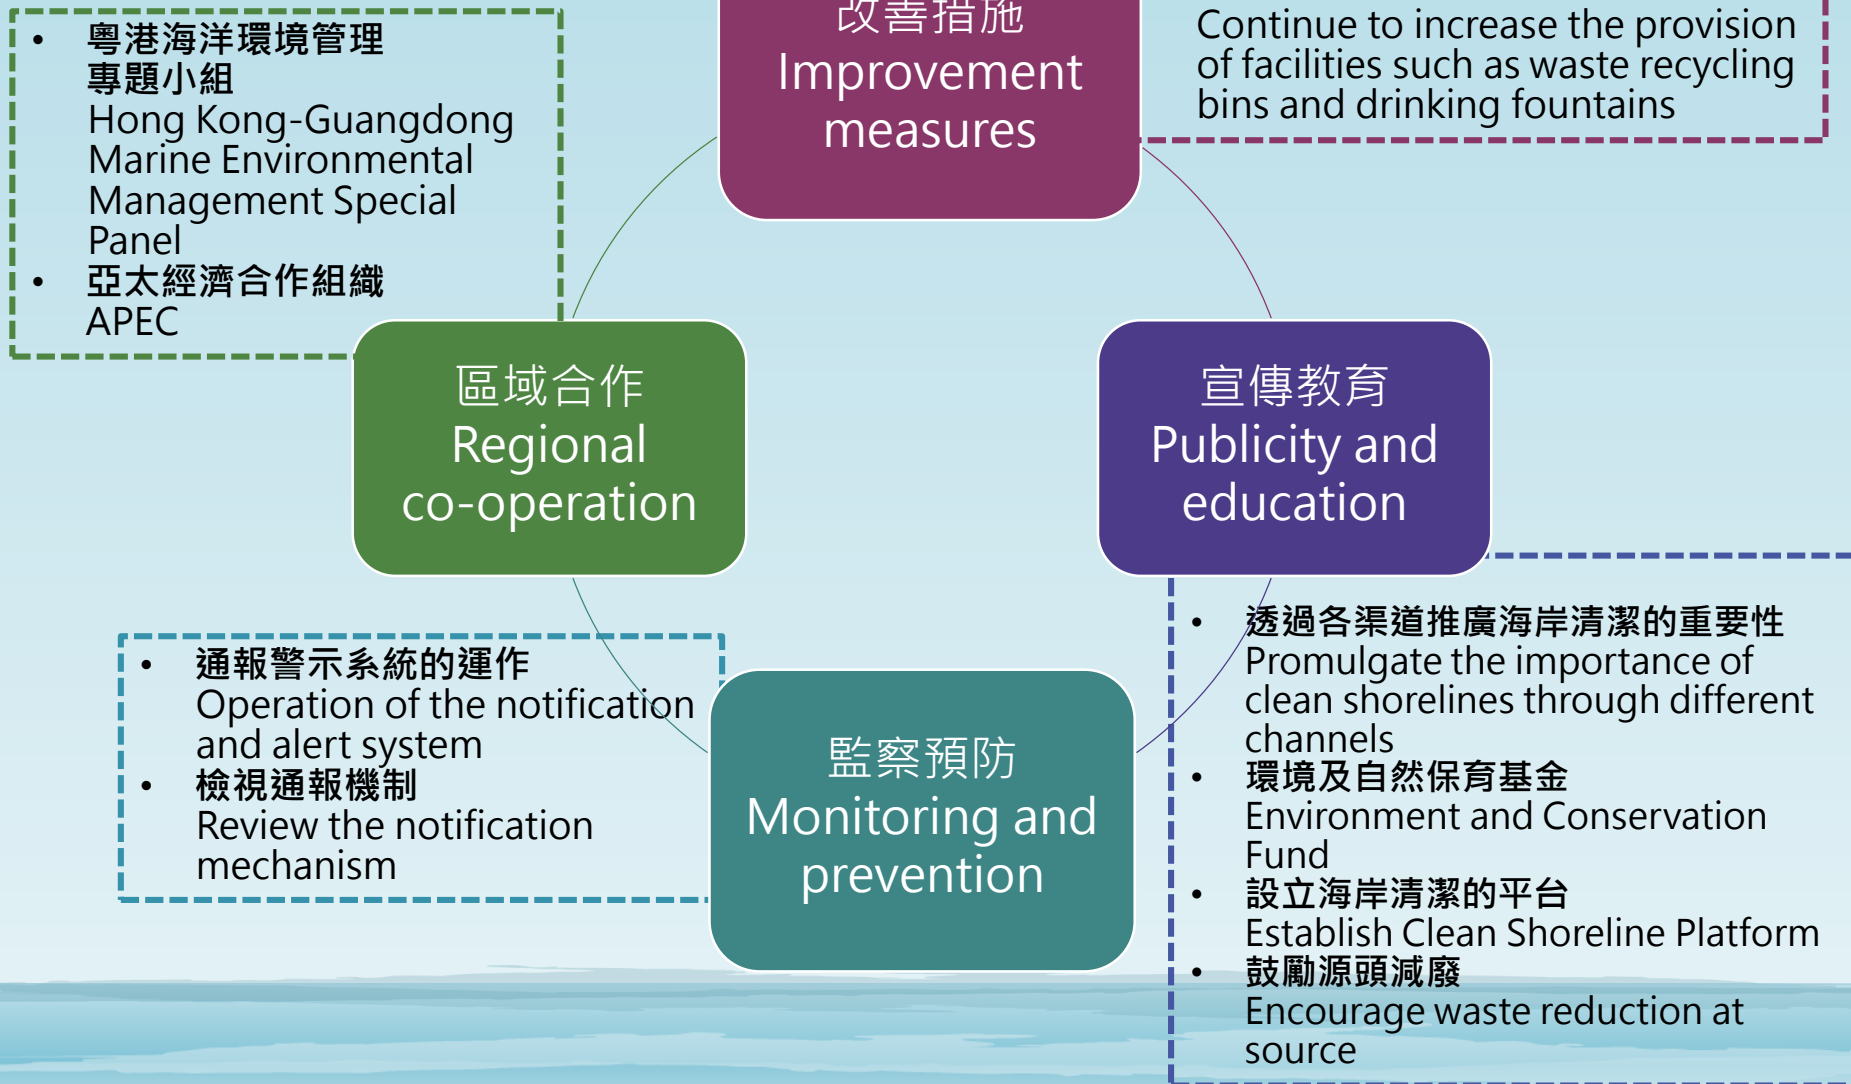 • 粵港海洋環境管理
專題小組
Hong Kong-Guangdong
Marine Environmental
Management Special
Panel
• 亞太經濟合作組織
APEC
改善措施
Improvement
measures
Continue to increase the provision
of facilities such as waste recycling
bins and drinking fountains
區域合作
Regional
co-operation
宣傳教育
Publicity and
education
• 通報警示系統的運作
Operation of the notification
and alert system
• 檢視通報機制
Review the notification
mechanism
監察預防
Monitoring and
prevention
• 透過各渠道推廣海岸清潔的重要性
Promulgate the importance of
clean shorelines through different
channels
• 環境及自然保育基金
Environment and Conservation
Fund
• 設立海岸清潔的平台
Establish Clean Shoreline Platform
• 鼓勵源頭減廢
Encourage waste reduction at
source